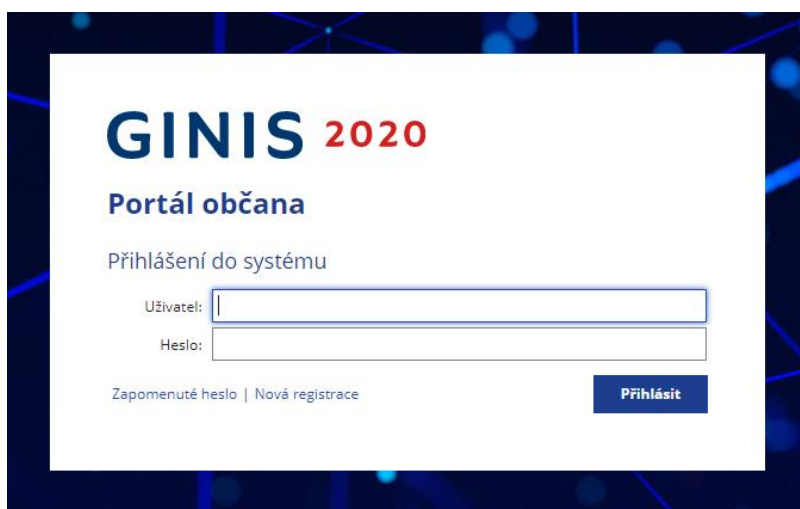 GINIS 2020
Portál občana
Přihlášení do systému
Uživatel:
Heslo:
Zapomenuté heslo | Nová registrace
Přihlásit